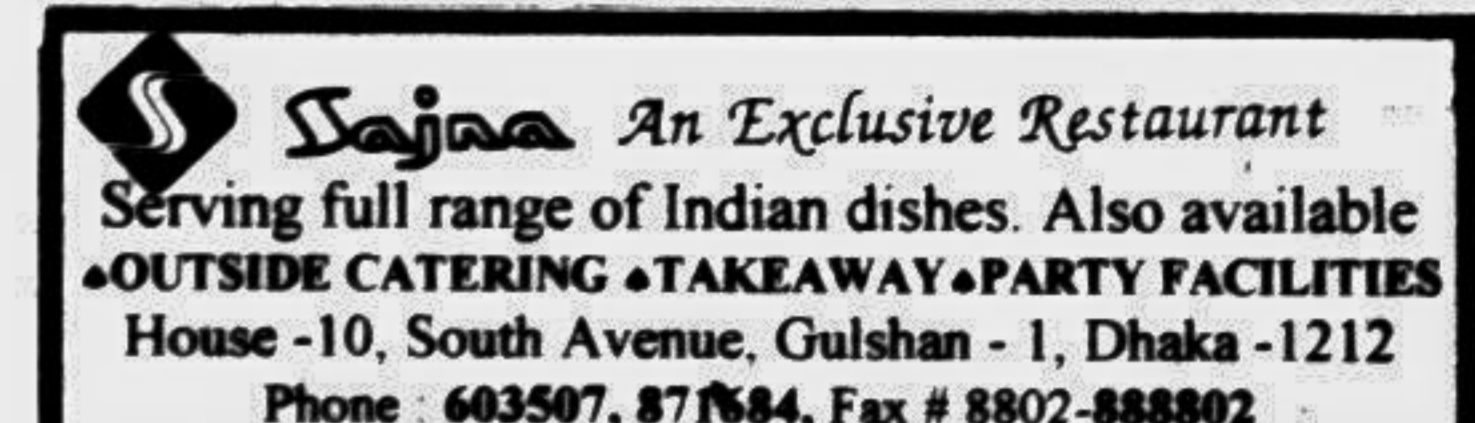 Sajna An Exclusive Restaurant
Serving full range of Indian dishes. Also available
♠OUTSIDE CATERING ♠TAKEAWAY♠PARTY FACILITIES
House -10, South Avenue, Gulshan - 1, Dhaka -1212
Phone : 603507, Fax # 8802-888802